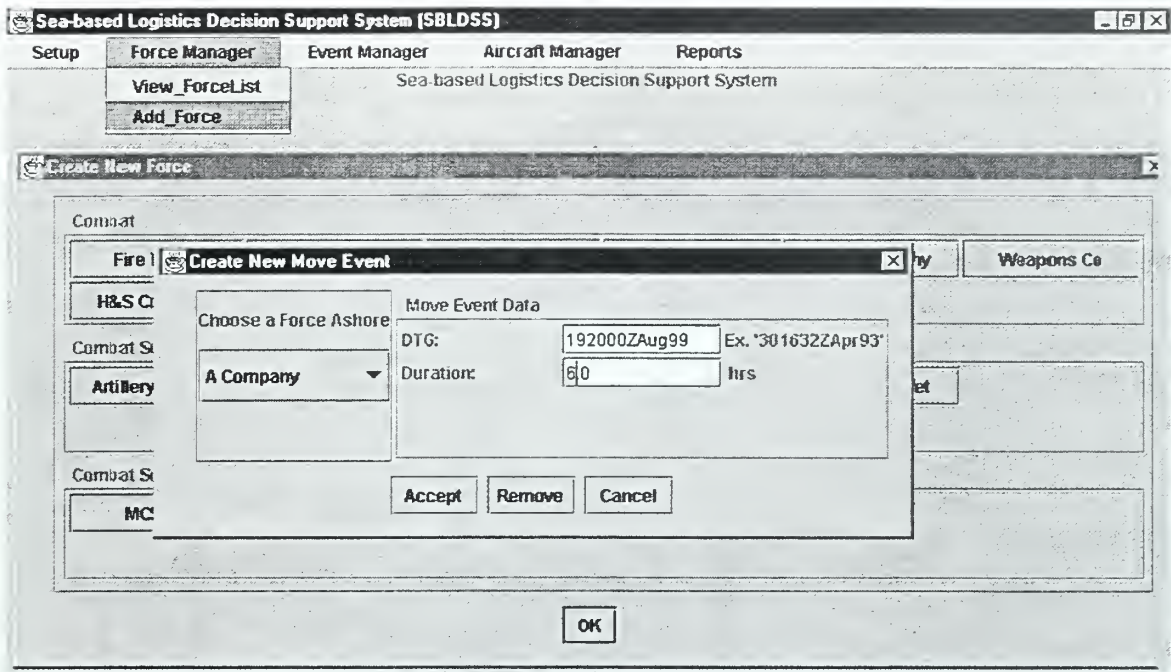 Sea-based Logistics Decision Support System (SBLDSS)
Setup Force Manager Event Manager Aircraft Manager Reports
View_ForceList
Add_Force
Sea-based Logistics Decision Support System
Create New Force
Combat
Fire Weapons Co
H&S
Create New Move Event
Choose a Force Ashore
A Company
Move Event Data
DTG: 192000ZAug99 Ex. "301632ZApr93"
Duration: 6.0 hrs
Combat
Artillery
Combat
Accept Remove Cancel
OK